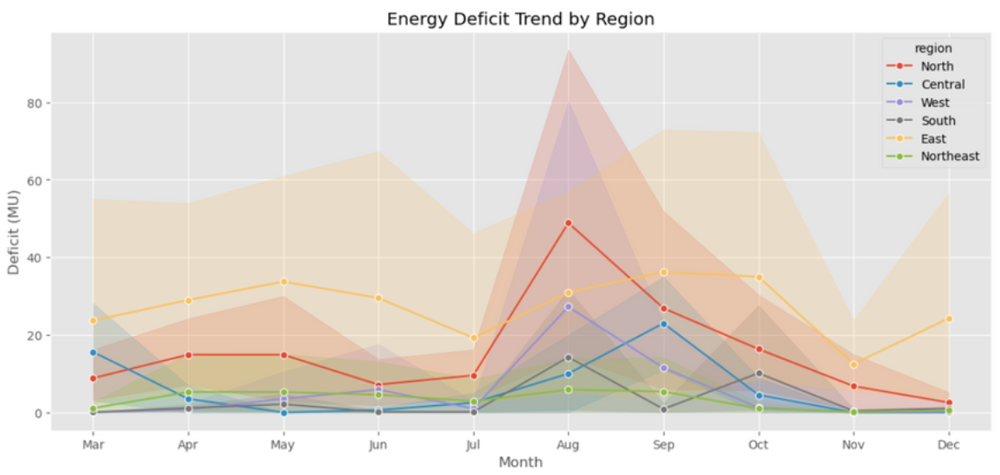 Energy Deficit Trend by Region
region
North
Central
West
South
East
Northeast
Deficit (MU)
80
60
40
20
0
Mar Apr May Jun Jul Aug Sep Oct Nov Dec
Month